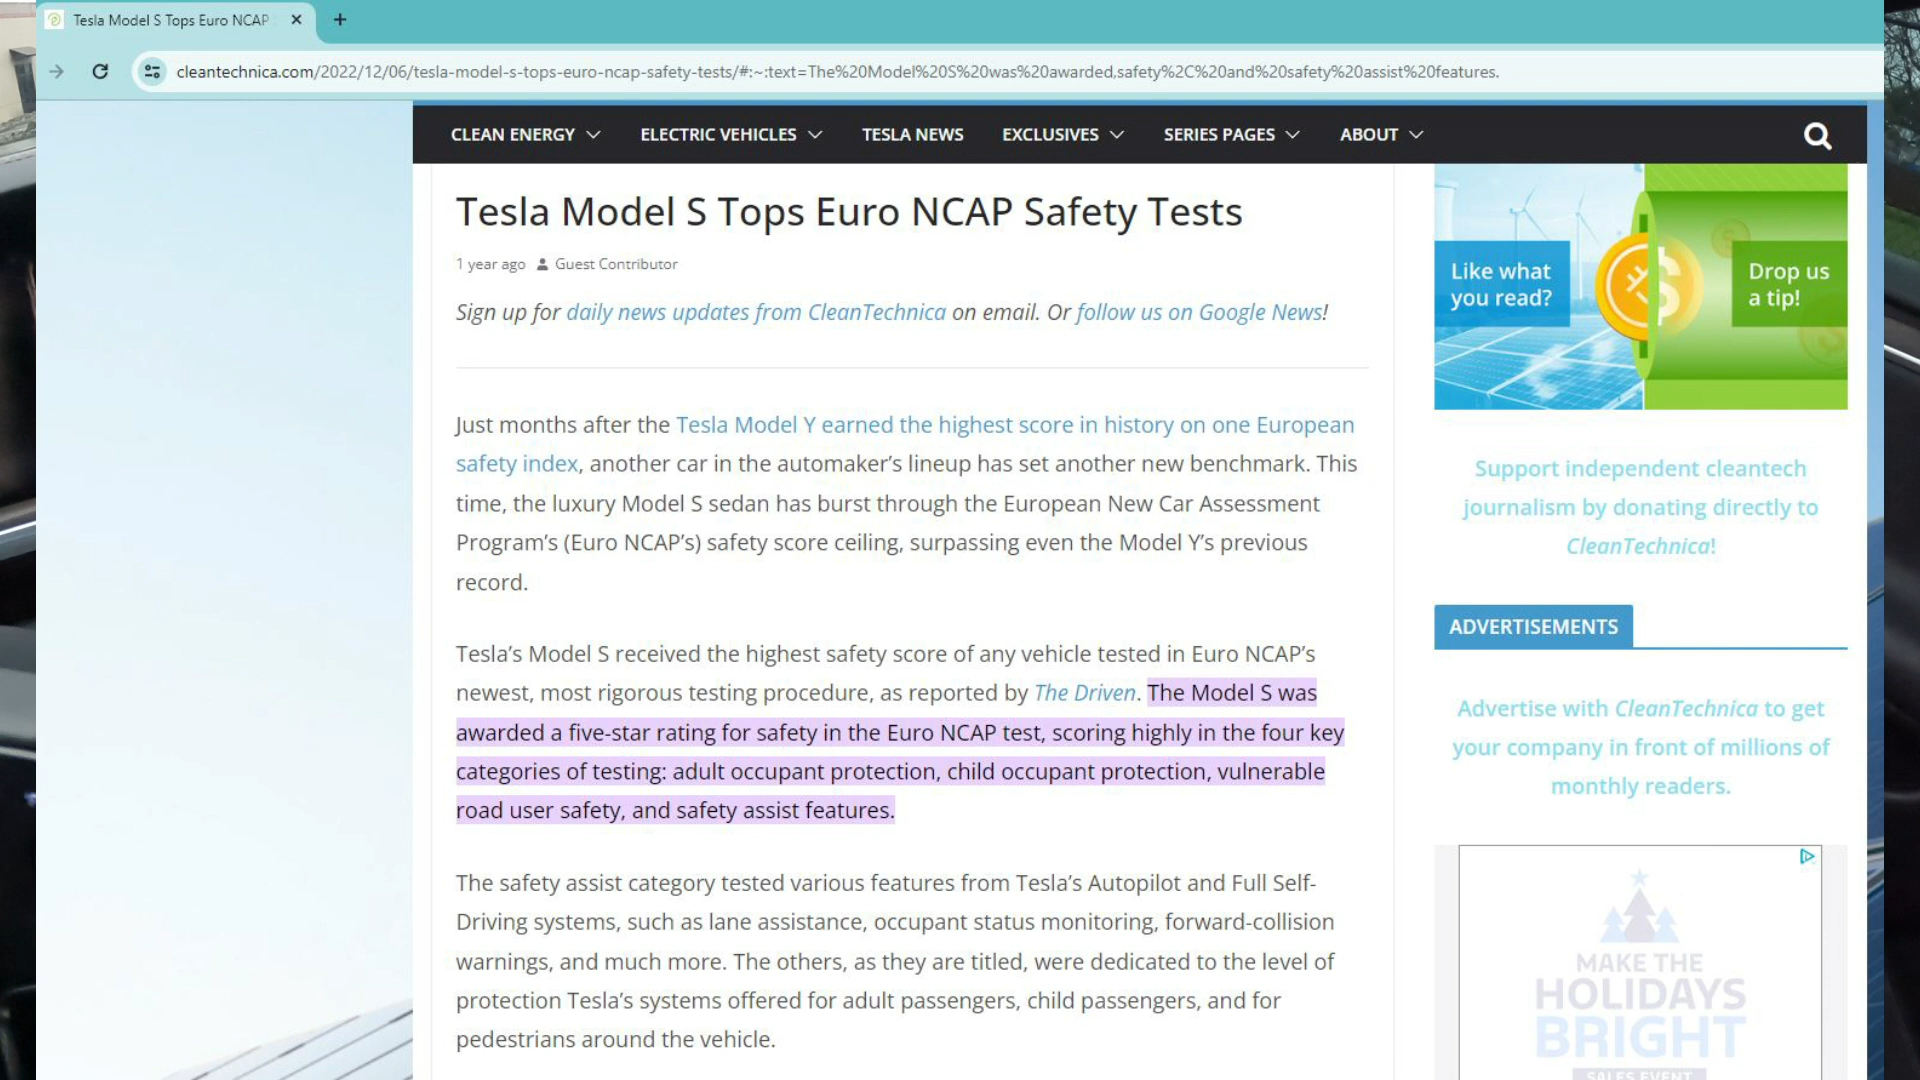 Tesla Model S Tops Euro NCAP
cleantechnica.com/2022/12/06/tesla-model-s-tops-euro-ncap-safety-tests/#:~:text=The%20Model%20S%20was%20awarded,safety%2C%20and%20safety%20assist%20features.
CLEAN ENERGY ELECTRIC VEHICLES TESLA NEWS EXCLUSIVES SERIES PAGES ABOUT
Tesla Model S Tops Euro NCAP Safety Tests
1 year ago Guest Contributor
Sign up for daily news updates from CleanTechnica on email. Or follow us on Google News!
Just months after the Tesla Model Y earned the highest score in history on one European
safety index, another car in the automaker’s lineup has set another new benchmark. This
time, the luxury Model S sedan has burst through the European New Car Assessment
Program’s (Euro NCAP’s) safety score ceiling, surpassing even the Model Y’s previous
record.
Tesla’s Model S received the highest safety score of any vehicle tested in Euro NCAP’s
newest, most rigorous testing procedure, as reported by The Driven. The Model S was
awarded a five-star rating for safety in the Euro NCAP test, scoring highly in the four key
categories of testing: adult occupant protection, child occupant protection, vulnerable
road user safety, and safety assist features.
The safety assist category tested various features from Tesla’s Autopilot and Full Self-
Driving systems, such as lane assistance, occupant status monitoring, forward-collision
warnings, and much more. The others, as they are titled, were dedicated to the level of
protection Tesla’s systems offered for adult passengers, child passengers, and for
pedestrians around the vehicle.
Like what
you read?
Drop us
a tip!
Support independent cleantech
journalism by donating directly to
CleanTechnica!
ADVERTISEMENTS
Advertise with CleanTechnica to get
your company in front of millions of
monthly readers.
MAKE THE
HOLIDAYS
BRIGHT
SALES EVENT